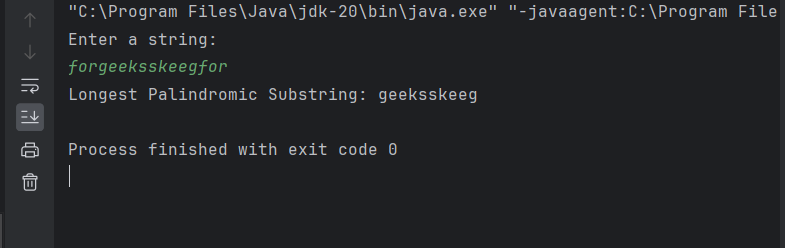 "C:\Program Files\Java\jdk-20\bin\java.exe" "-javaagent:C:\Program File
Enter a string:
forgeeksskeegfor
Longest Palindromic Substring: geeksskeeg
Process finished with exit code 0